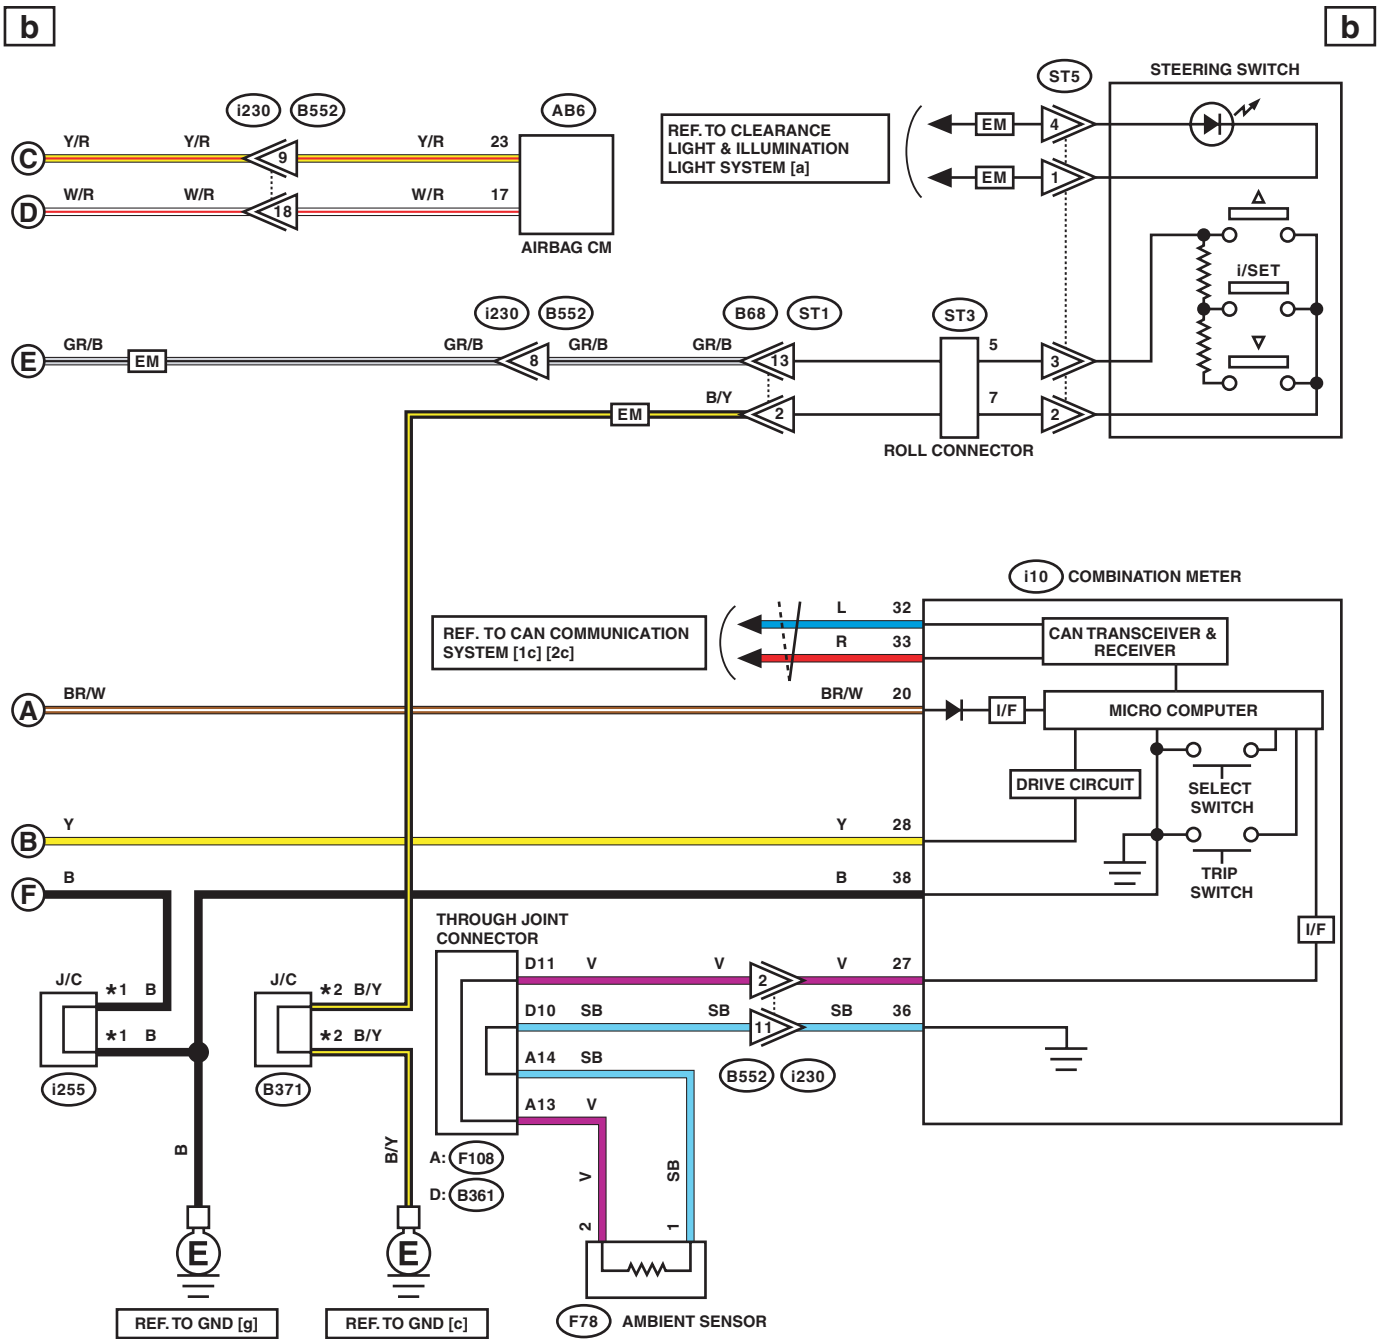 b b
STEERING SWITCH
ST5
i230 B552 AB6
REF. TO CLEARANCE
LIGHT & ILLUMINATION
LIGHT SYSTEM [a]
EM 4
EM 1
C Y/R Y/R 9 Y/R 23
D W/R W/R 18 W/R 17
AIRBAG CM
i/SET
i230 B552 B68 ST1 ST3
E GR/B EM GR/B 8 GR/B GR/B 13 5 3
EM B/Y 2 7 2
ROLL CONNECTOR
i10 COMBINATION METER
REF. TO CAN COMMUNICATION
SYSTEM [1c] [2c]
L 32
R 33
CAN TRANSCEIVER &
RECEIVER
A BR/W BR/W 20 I/F MICRO COMPUTER
DRIVE CIRCUIT
SELECT
SWITCH
B Y Y 28
TRIP
SWITCH
F B B 38
I/F
THROUGH JOINT
CONNECTOR
D11 V V 2 V 27
D10 SB SB 11 SB 36
A14 SB
A13 V
B552 i230
J/C *1 B
*1 B
i255
J/C *2 B/Y
*2 B/Y
B371
A: F108
D: B361
B
B/Y
V
SB
2 1
E E
REF. TO GND [g]
REF. TO GND [c]
F78 AMBIENT SENSOR